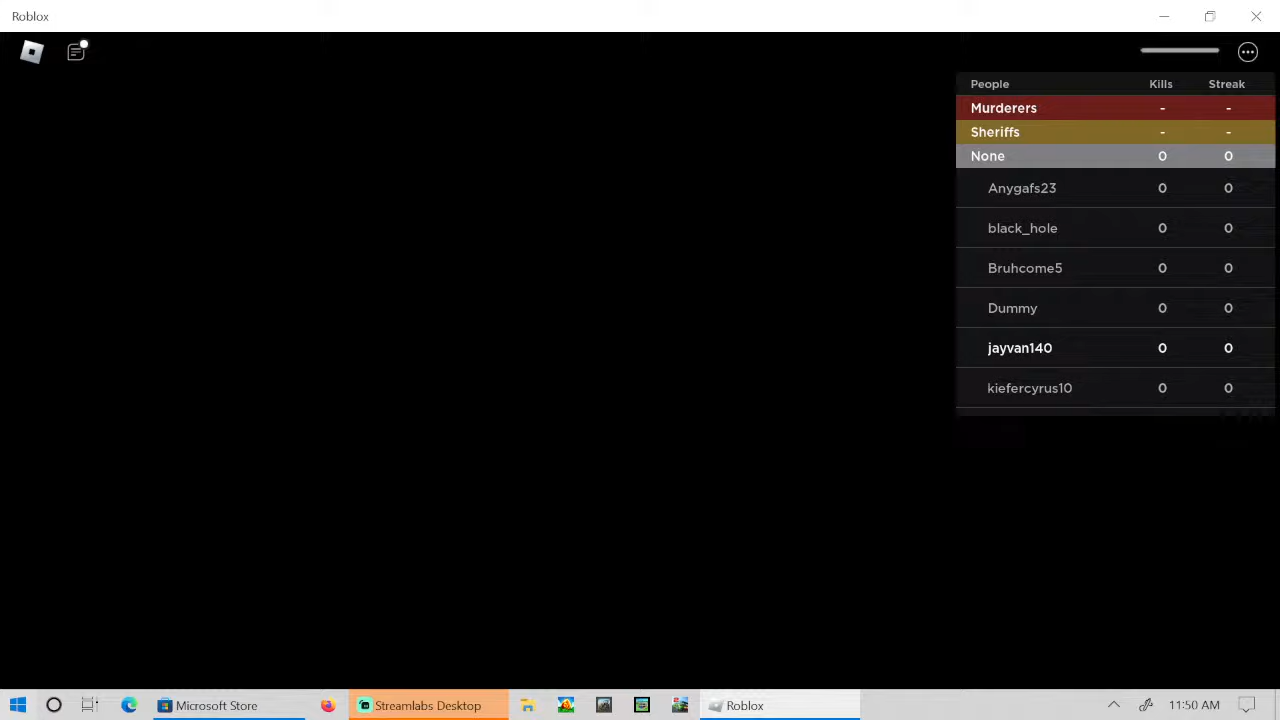 Roblox
People Kills Streak
Murderers - -
Sheriffs - -
None 0 0
Anygafs23 0 0
black_hole 0 0
Bruhcome5 0 0
Dummy 0 0
jayvan140 0 0
kiefercyrus10 0 0
Microsoft Store Streamlabs Desktop Roblox 11:50 AM